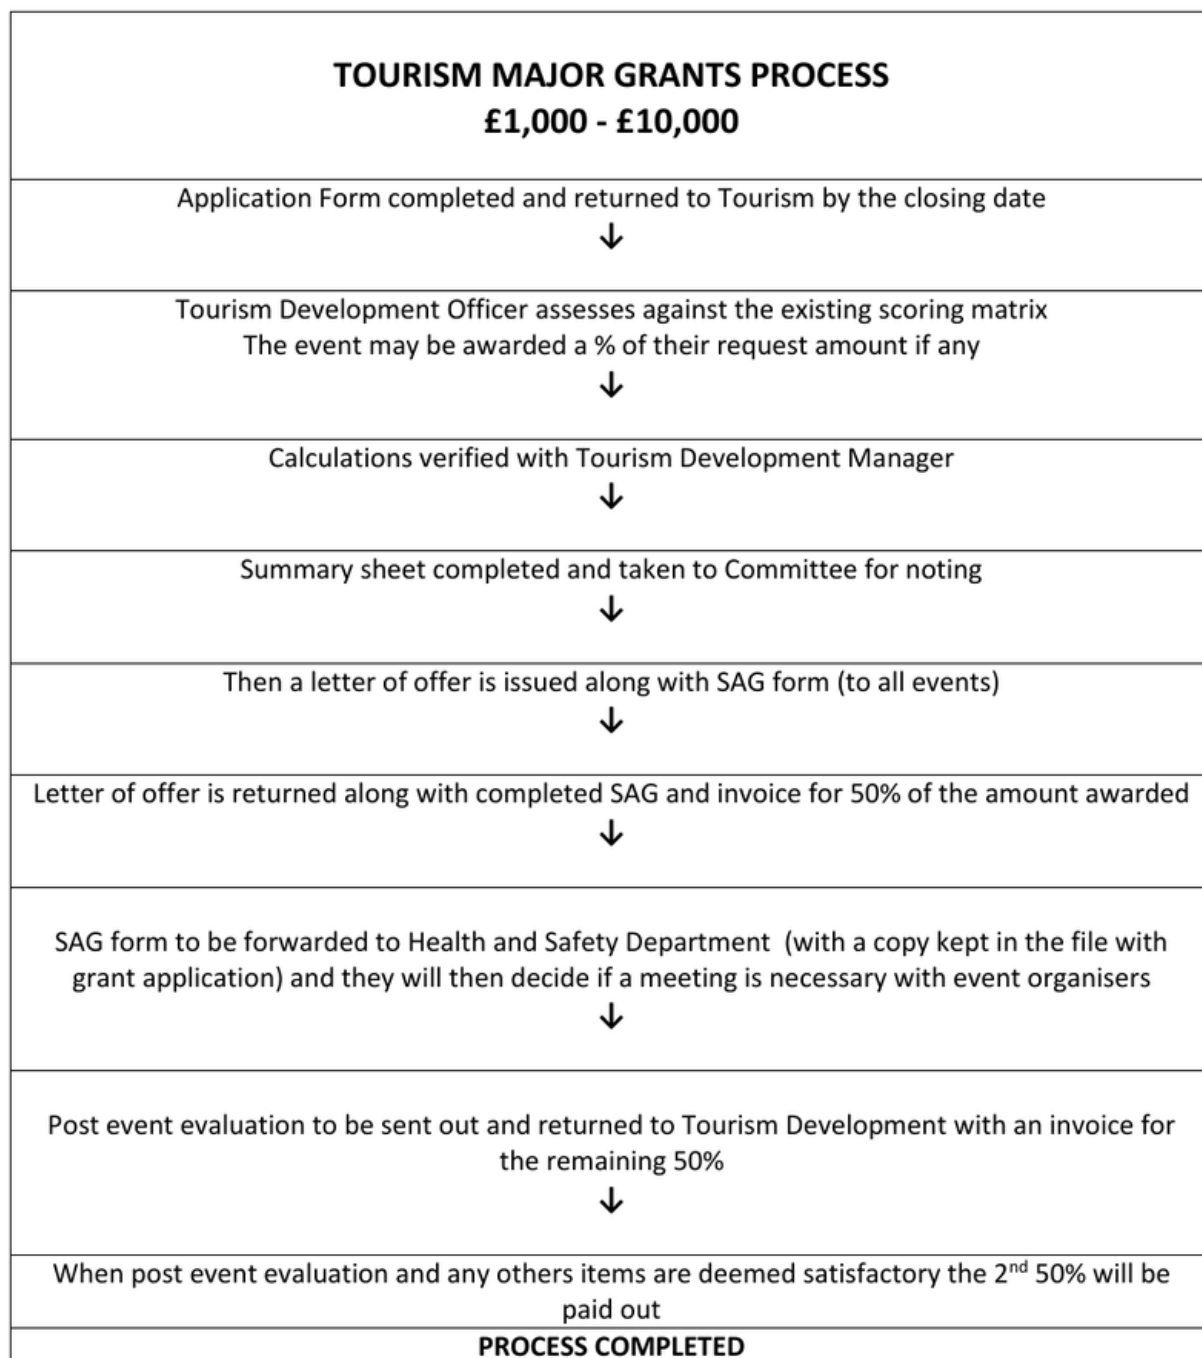 TOURISM MAJOR GRANTS PROCESS
£1,000 - £10,000
Application Form completed and returned to Tourism by the closing date
↓
Tourism Development Officer assesses against the existing scoring matrix
The event may be awarded a % of their request amount if any
↓
Calculations verified with Tourism Development Manager
↓
Summary sheet completed and taken to Committee for noting
↓
Then a letter of offer is issued along with SAG form (to all events)
↓
Letter of offer is returned along with completed SAG and invoice for 50% of the amount awarded
↓
SAG form to be forwarded to Health and Safety Department (with a copy kept in the file with
grant application) and they will then decide if a meeting is necessary with event organisers
↓
Post event evaluation to be sent out and returned to Tourism Development with an invoice for
the remaining 50%
↓
When post event evaluation and any others items are deemed satisfactory the 2nd 50% will be
paid out
PROCESS COMPLETED